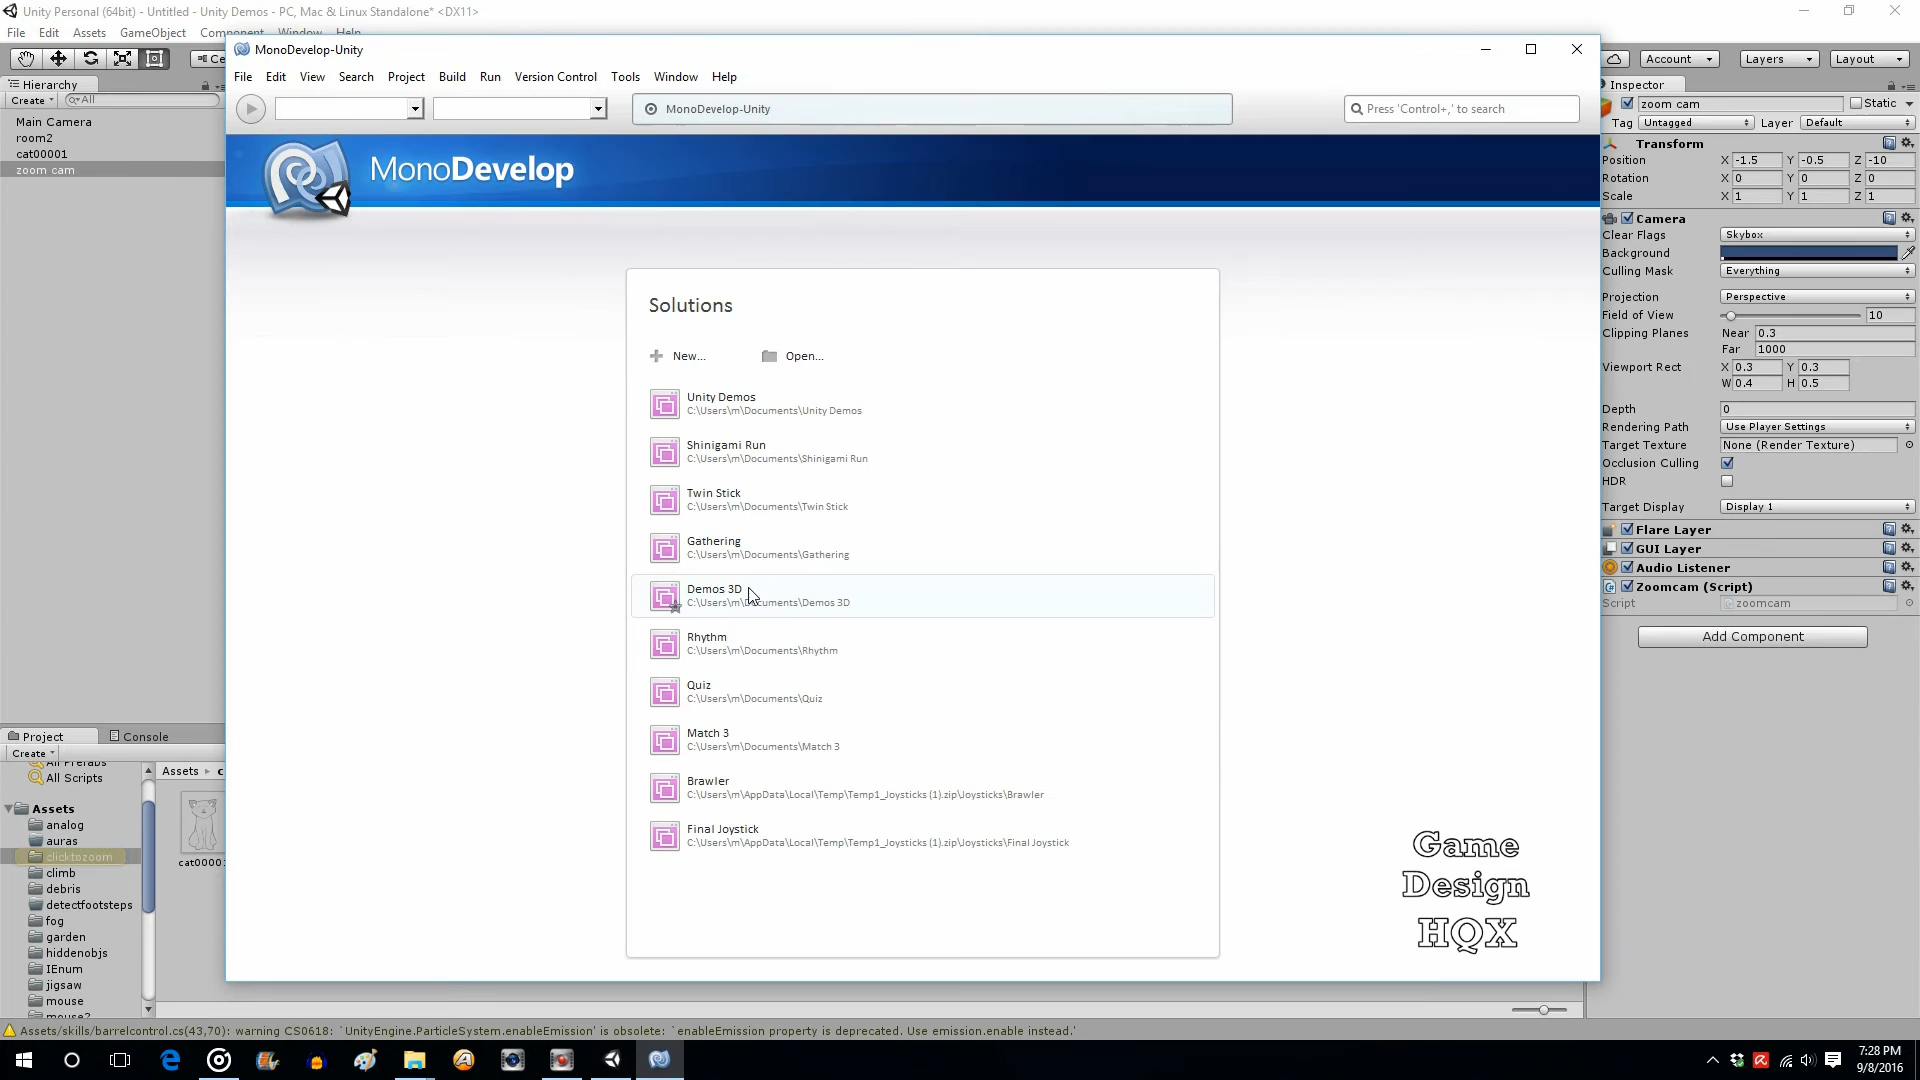 Unity Personal (64bit) - Untitled - Unity Demos - PC, Mac & Linux Standalone* <DX11>
File Edit Assets GameObject Component Window Help
Account
Layers
Layout
Hierarchy
Create
All
Main Camera
room2
cat00001
zoom cam
MonoDevelop-Unity
File Edit View Search Project Build Run Version Control Tools Window Help
MonoDevelop-Unity
Press 'Control+,' to search
MonoDevelop
Solutions
New...
Open...
Unity Demos
C:\Users\m\Documents\Unity Demos
Shinigami Run
C:\Users\m\Documents\Shinigami Run
Twin Stick
C:\Users\m\Documents\Twin Stick
Gathering
C:\Users\m\Documents\Gathering
Demos 3D
C:\Users\m\Documents\Demos 3D
Rhythm
C:\Users\m\Documents\Rhythm
Quiz
C:\Users\m\Documents\Quiz
Match 3
C:\Users\m\Documents\Match 3
Brawler
C:\Users\m\AppData\Local\Temp\Temp1_Joysticks (1).zip\Joysticks\Brawler
Final Joystick
C:\Users\m\AppData\Local\Temp\Temp1_Joysticks (1).zip\Joysticks\Final Joystick
Game
Design
HQX
Inspector
zoom cam
Static
Tag Untagged Layer Default
Transform
Position X -1.5 Y -0.5 Z -10
Rotation X 0 Y 0 Z 0
Scale X 1 Y 1 Z 1
Camera
Clear Flags Skybox
Background
Culling Mask Everything
Projection Perspective
Field of View 10
Clipping Planes Near 0.3
Far 1000
Viewport Rect X 0.3 Y 0.3
W 0.4 H 0.5
Depth 0
Rendering Path Use Player Settings
Target Texture None (Render Texture)
Occlusion Culling
HDR
Target Display Display 1
Flare Layer
GUI Layer
Audio Listener
Zoomcam (Script)
Script zoomcam
Add Component
Project
Console
Create
All Prefabs
All Scripts
Assets
analog
auras
clicktozoom
climb
debris
detectfootsteps
fog
garden
hiddenobjs
IEnum
jigsaw
mouse
mouse2
Assets
cat0000
Assets/skills/barrelcontrol.cs(43,70): warning CS0618: `UnityEngine.ParticleSystem.enableEmission' is obsolete: `enableEmission property is deprecated. Use emission.enable instead.'
7:28 PM
9/8/2016